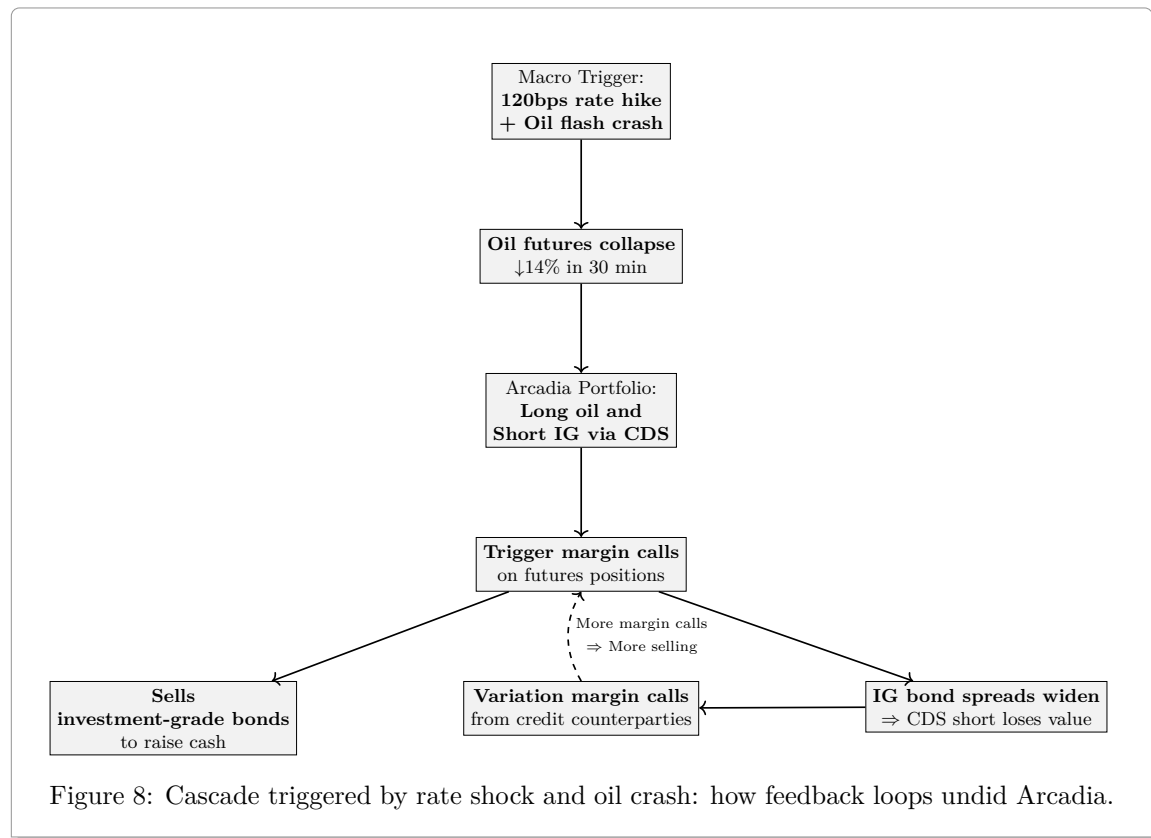 Macro Trigger:
120bps rate hike
+ Oil flash crash
Oil futures collapse
↓14% in 30 min
Arcadia Portfolio:
Long oil and
Short IG via CDS
Trigger margin calls
on futures positions
More margin calls
⇒ More selling
Sells
investment-grade bonds
to raise cash
Variation margin calls
from credit counterparties
IG bond spreads widen
⇒ CDS short loses value
Figure 8: Cascade triggered by rate shock and oil crash: how feedback loops undid Arcadia.